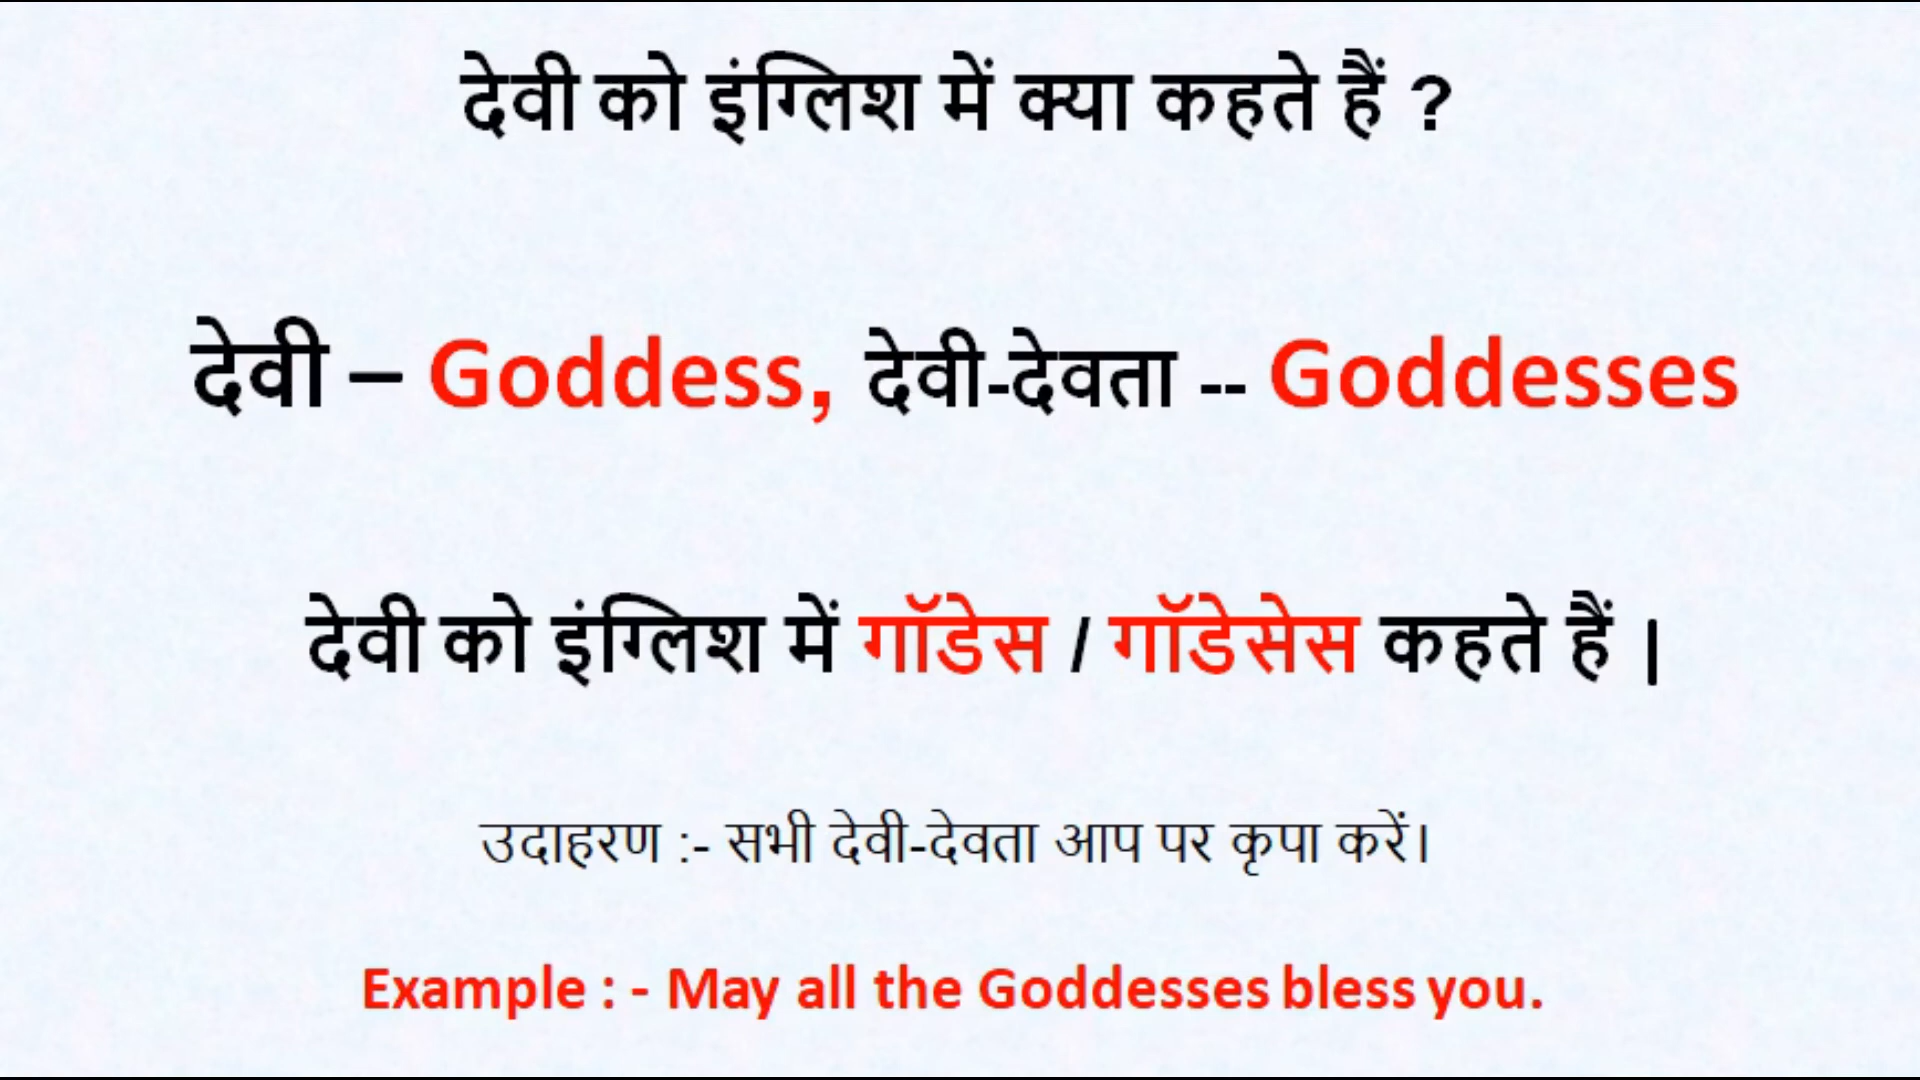 देवी को इंग्लिश में क्या कहते हैं ?
देवी – Goddess, देवी-देवता -- Goddesses
देवी को इंग्लिश में गॉडेस / गॉडेसेस कहते हैं |
उदाहरण :- सभी देवी-देवता आप पर कृपा करें।
Example : - May all the Goddesses bless you.